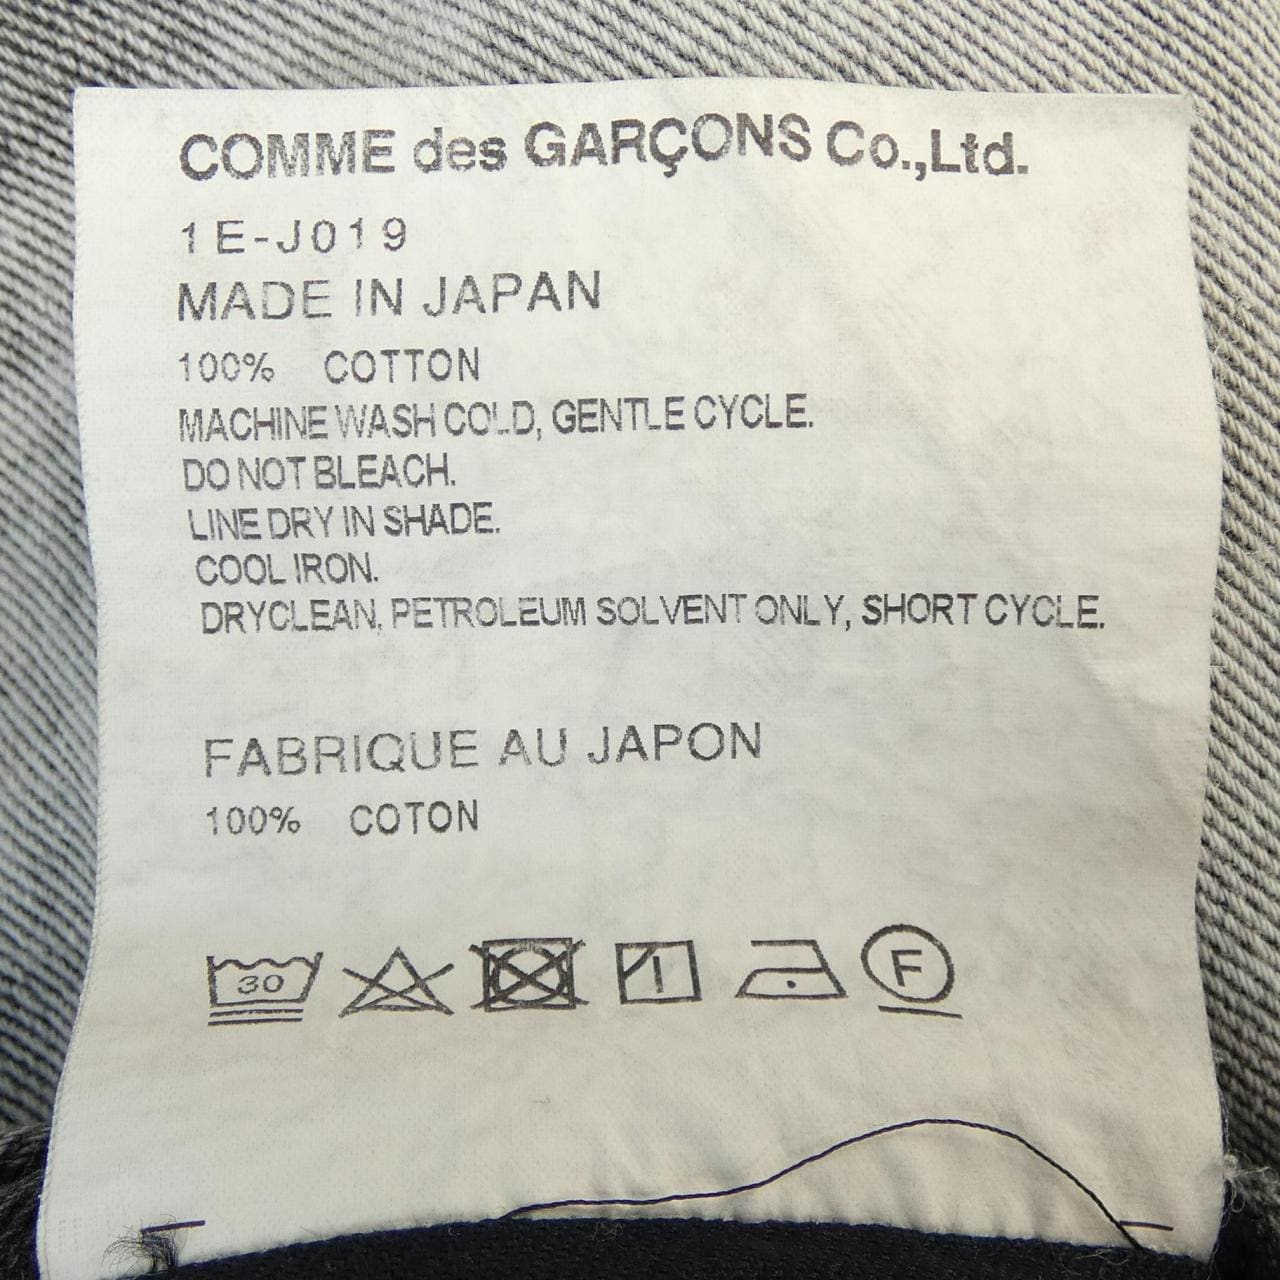 COMME des GARÇONS Co.,Ltd.
1E-J019
MADE IN JAPAN
100% COTTON
MACHINE WASH COLD, GENTLE CYCLE.
DO NOT BLEACH.
LINE DRY IN SHADE.
COOL IRON.
DRYCLEAN, PETROLEUM SOLVENT ONLY, SHORT CYCLE.
FABRIQUE AU JAPON
100% COTON
30 F